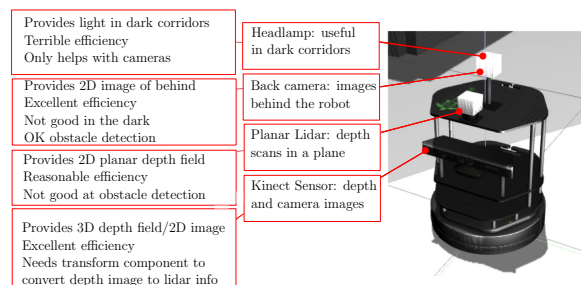 Provides light in dark corridors
Terrible efficiency
Only helps with cameras
Headlamp: useful
in dark corridors
Provides 2D image of behind
Excellent efficiency
Not good in the dark
OK obstacle detection
Back camera: images
behind the robot
Provides 2D planar depth field
Reasonable efficiency
Not good at obstacle detection
Planar Lidar: depth
scans in a plane
Provides 3D depth field/2D image
Excellent efficiency
Needs transform component to
convert depth image to lidar info
Kinect Sensor: depth
and camera images